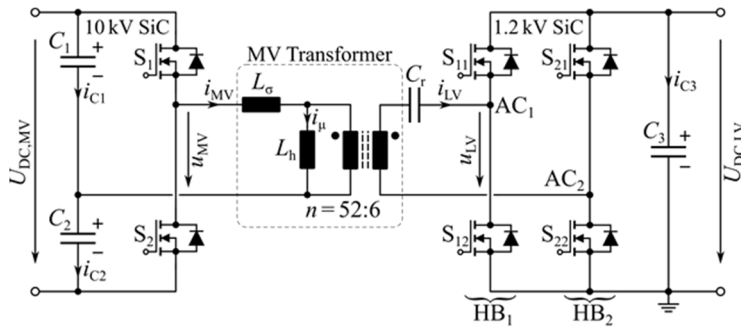 10 kV SiC
1.2 kV SiC
C1
+
−
S1
MV Transformer
S11
S21
iC1
iMV
Lσ
Cr
iLV
iC3
AC1
UDC,MV
uMV
iμ
Lh
uLV
C3
+
−
UDC,LV
AC2
C2
+
−
S2
n = 52:6
S12
S22
iC2
HB1
HB2